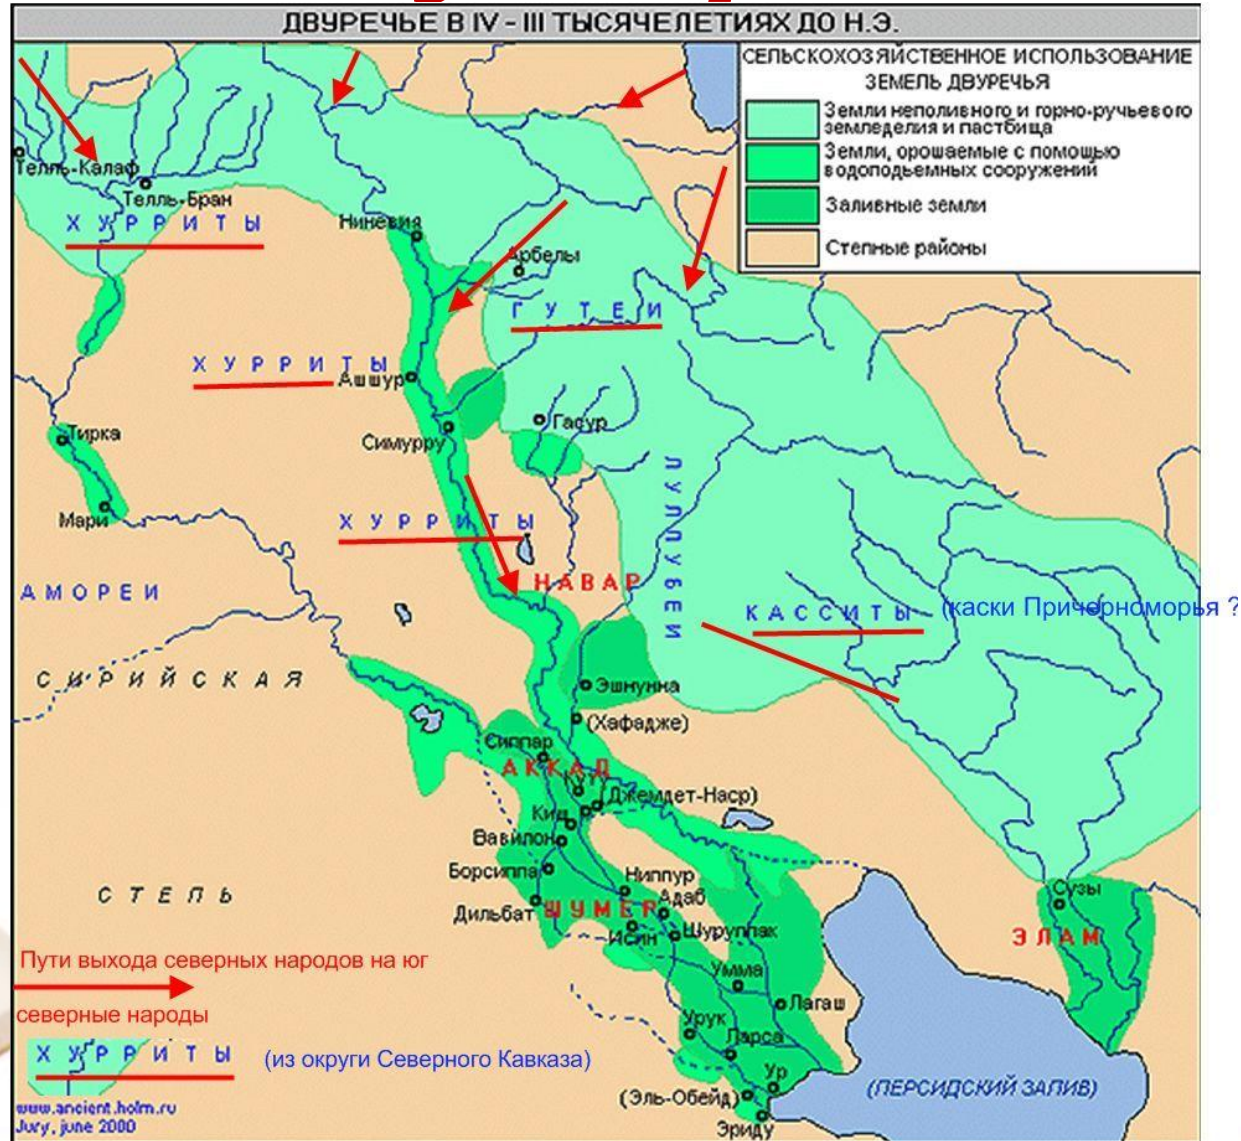 ДВУРЕЧЬЕ В IV - III ТЫСЯЧЕЛЕТИЯХ ДО Н.Э.
СЕЛЬСКОХОЗЯЙСТВЕННОЕ ИСПОЛЬЗОВАНИЕ
ЗЕМЕЛЬ ДВУРЕЧЬЯ
Земли неполивного и горно-ручьевого
земледелия и пастбища
Земли, орошаемые с помощью
водоподъемных сооружений
Заливные земли
Степные районы
Телль-Калаф
Телль-Бран
ХУРРИТЫ
Ниневия
Арбелы
ГУТЕИ
ХУРРИТЫ
Ашшур
Гасур
Тирка
Симурру
ЛУЛЛУБЕИ
Мари
ХУРРИТЫ
НАВАР
АМОРЕИ
КАССИТЫ (каски Причерноморья ?
СИРИЙСКАЯ
Эшнунна
(Хафадже)
Сиппар
АККАД
(Джемдет-Наср)
Вавилон
Борсиппа
Ниппур
СТЕПЬ
Адаб
Дильбат
ШУМЕР
Сузы
Исин
Шуруппак
ЭЛАМ
Пути выхода северных народов на юг
Умма
Лагаш
северные народы
Урук
Ларса
ХУРРИТЫ (из округи Северного Кавказа)
Ур
(ПЕРСИДСКИЙ ЗАЛИВ)
(Эль-Обейд)
Эриду
www.ancient.holm.ru
Jury, june 2000